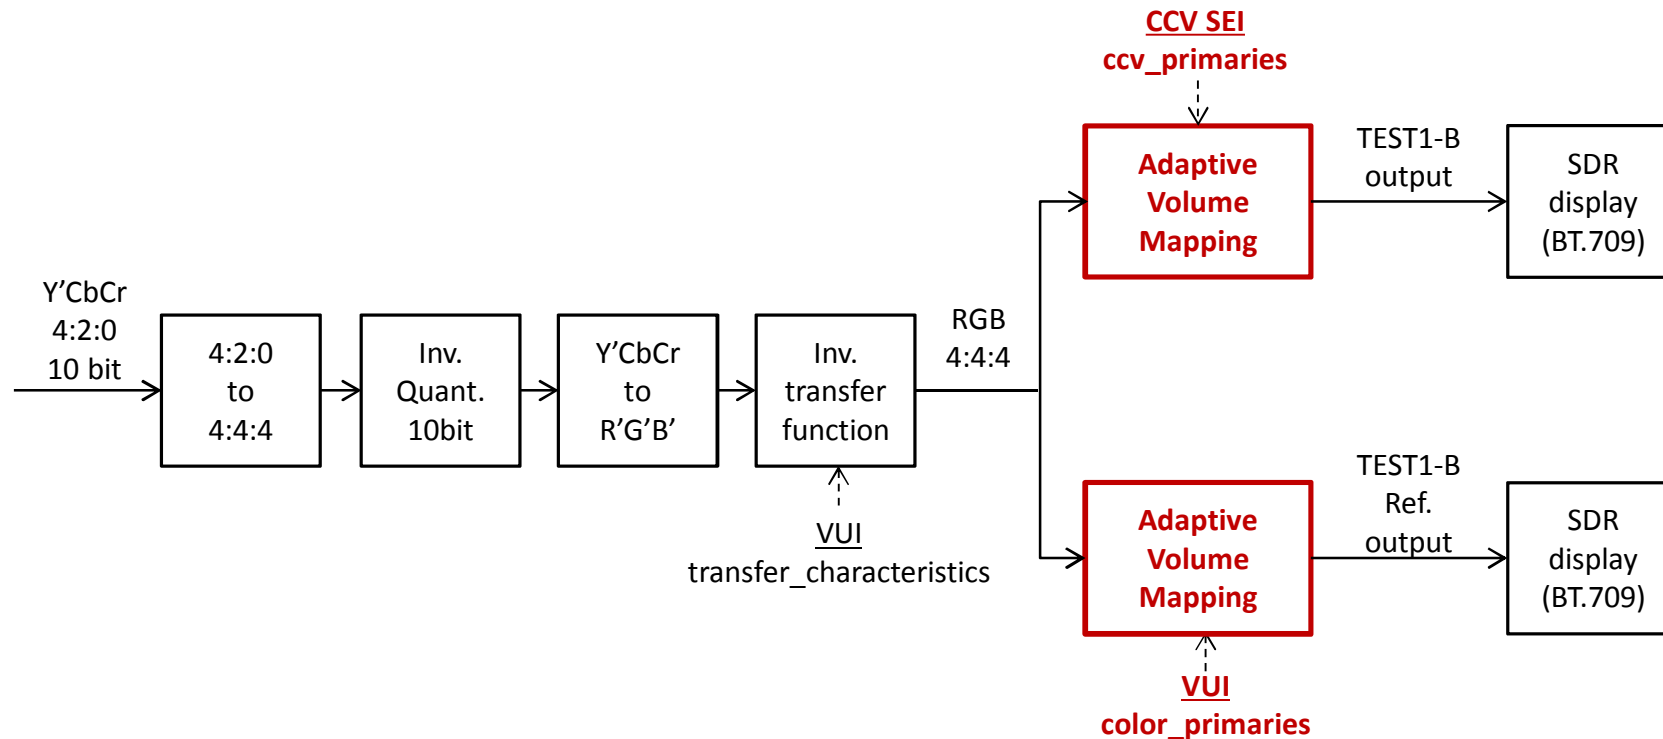 CCV SEI
ccv_primaries
Adaptive
Volume
Mapping
TEST1-B
output
SDR
display
(BT.709)
Y’CbCr
4:2:0
10 bit
4:2:0
to
4:4:4
Inv.
Quant.
10bit
Y’CbCr
to
R’G’B’
Inv.
transfer
function
RGB
4:4:4
VUI
transfer_characteristics
Adaptive
Volume
Mapping
TEST1-B
Ref.
output
SDR
display
(BT.709)
VUI
color_primaries